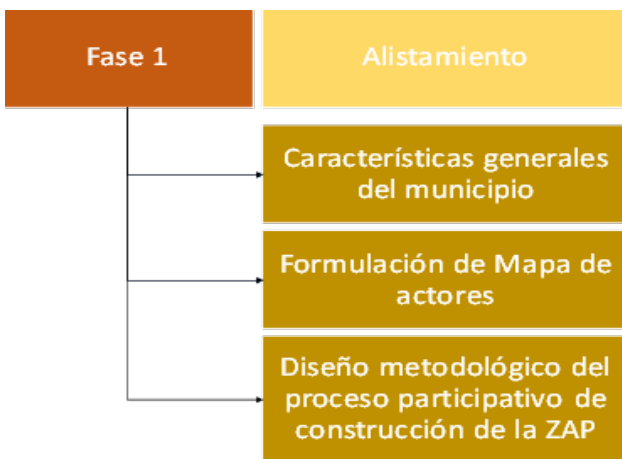 Fase 1
Alistamiento
Características generales
del municipio
Formulación de Mapa de
actores
Diseño metodológico del
proceso participativo de
construcción de la ZAP